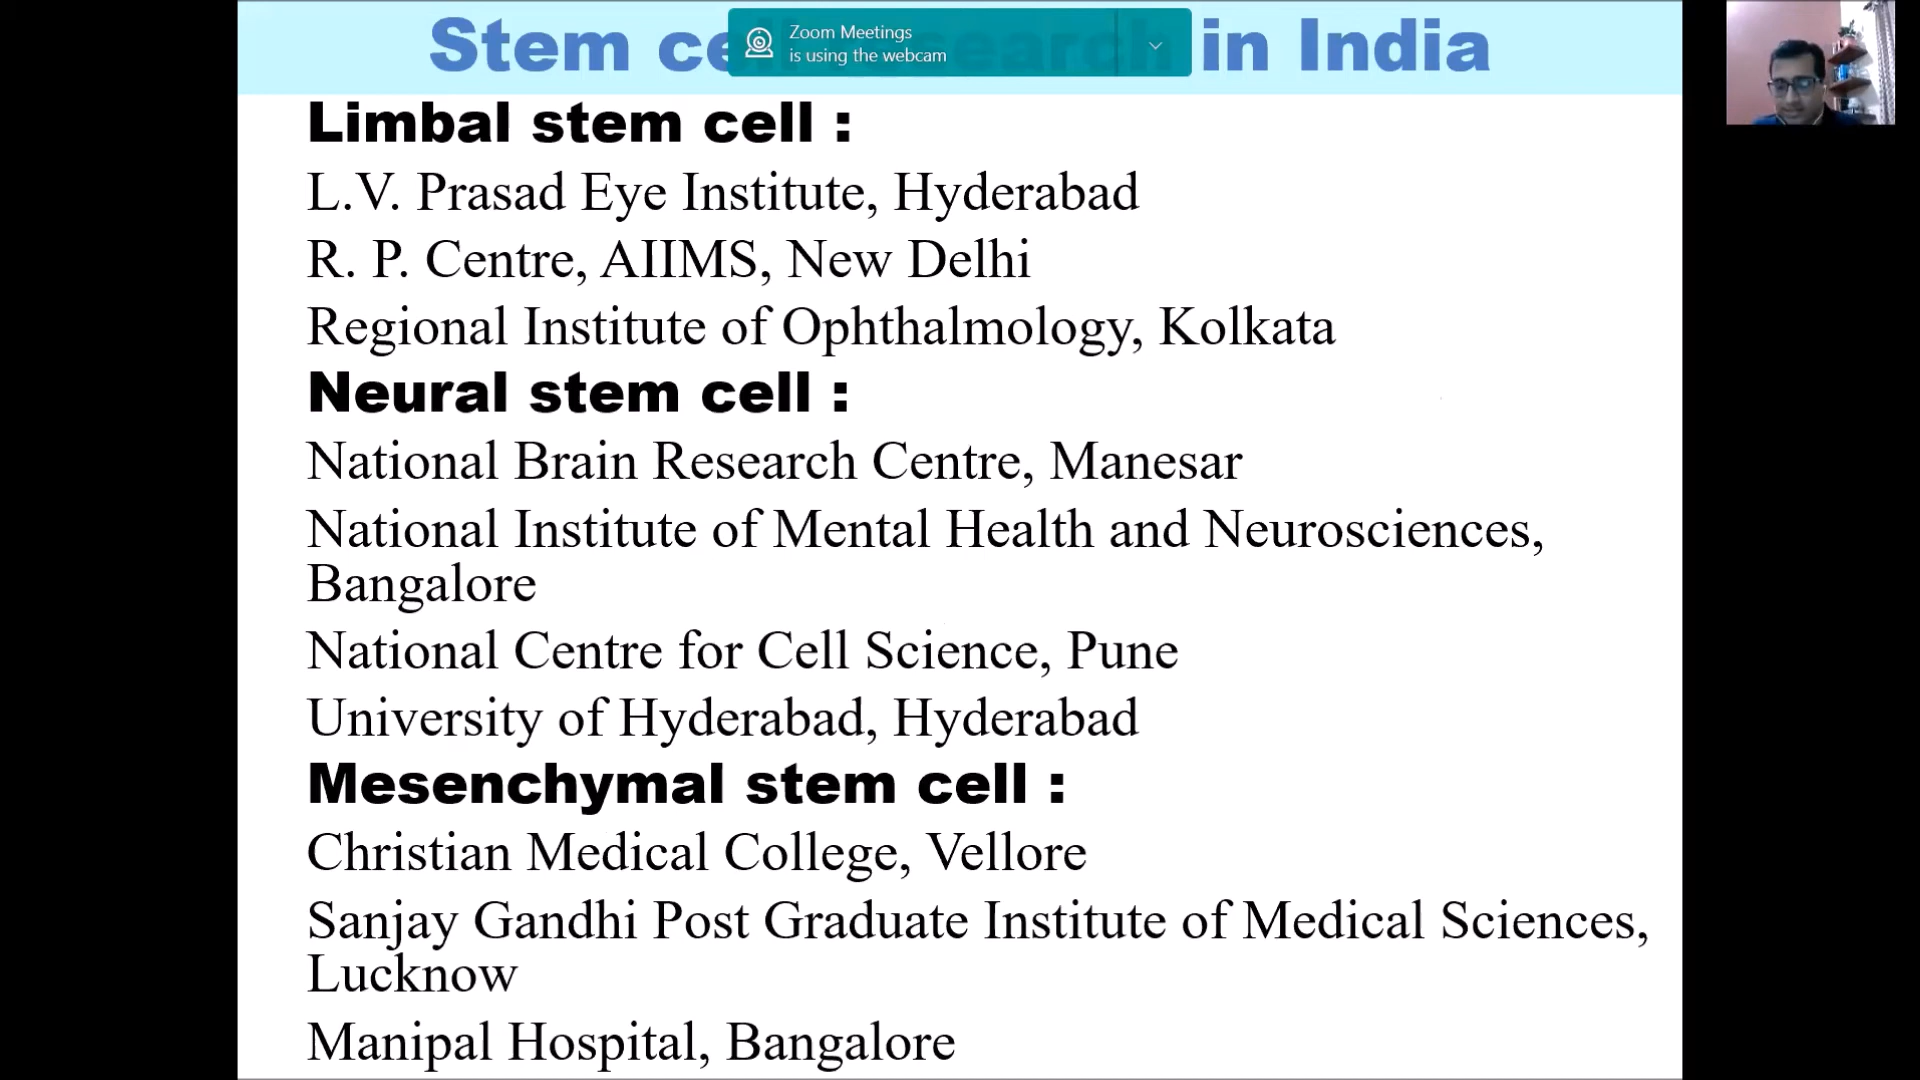 Stem ce earch in India
Zoom Meetings
is using the webcam
Limbal stem cell :
L.V. Prasad Eye Institute, Hyderabad
R. P. Centre, AIIMS, New Delhi
Regional Institute of Ophthalmology, Kolkata
Neural stem cell :
National Brain Research Centre, Manesar
National Institute of Mental Health and Neurosciences,
Bangalore
National Centre for Cell Science, Pune
University of Hyderabad, Hyderabad
Mesenchymal stem cell :
Christian Medical College, Vellore
Sanjay Gandhi Post Graduate Institute of Medical Sciences,
Lucknow
Manipal Hospital, Bangalore